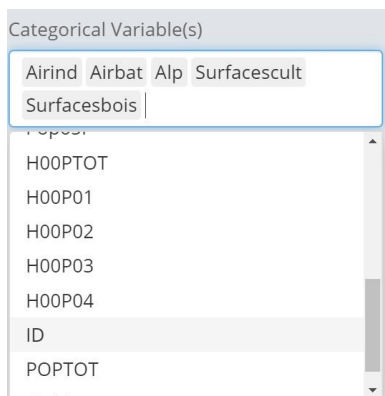 Categorical Variable(s)
Airind Airbat Alp Surfacescult
Surfacesbois
H00PTOT
H00P01
H00P02
H00P03
H00P04
ID
POPTOT